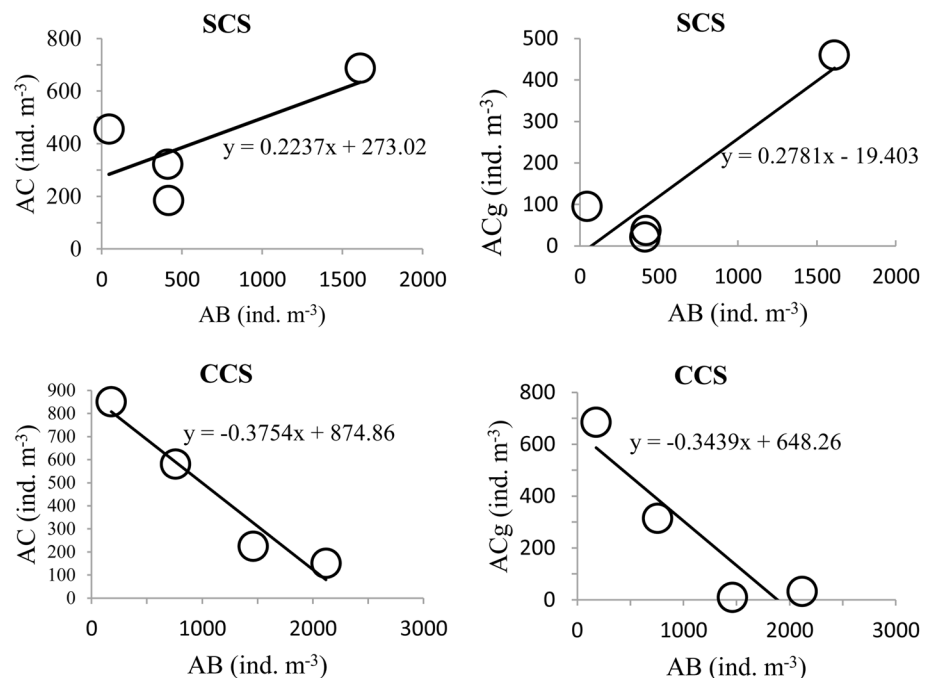 SCS
800
600
400
200
0
AC (ind. m-3)
y = 0.2237x + 273.02
0 500 1000 1500 2000
AB (ind. m-3)
SCS
500
400
300
200
100
0
ACg (ind. m-3)
y = 0.2781x - 19.403
0 500 1000 1500 2000
AB (ind. m-3)
CCS
900
800
700
600
500
400
300
200
100
0
AC (ind. m-3)
y = -0.3754x + 874.86
0 1000 2000 3000
AB (ind. m-3)
CCS
800
600
400
200
0
ACg (ind. m-3)
y = -0.3439x + 648.26
0 1000 2000 3000
AB (ind. m-3)